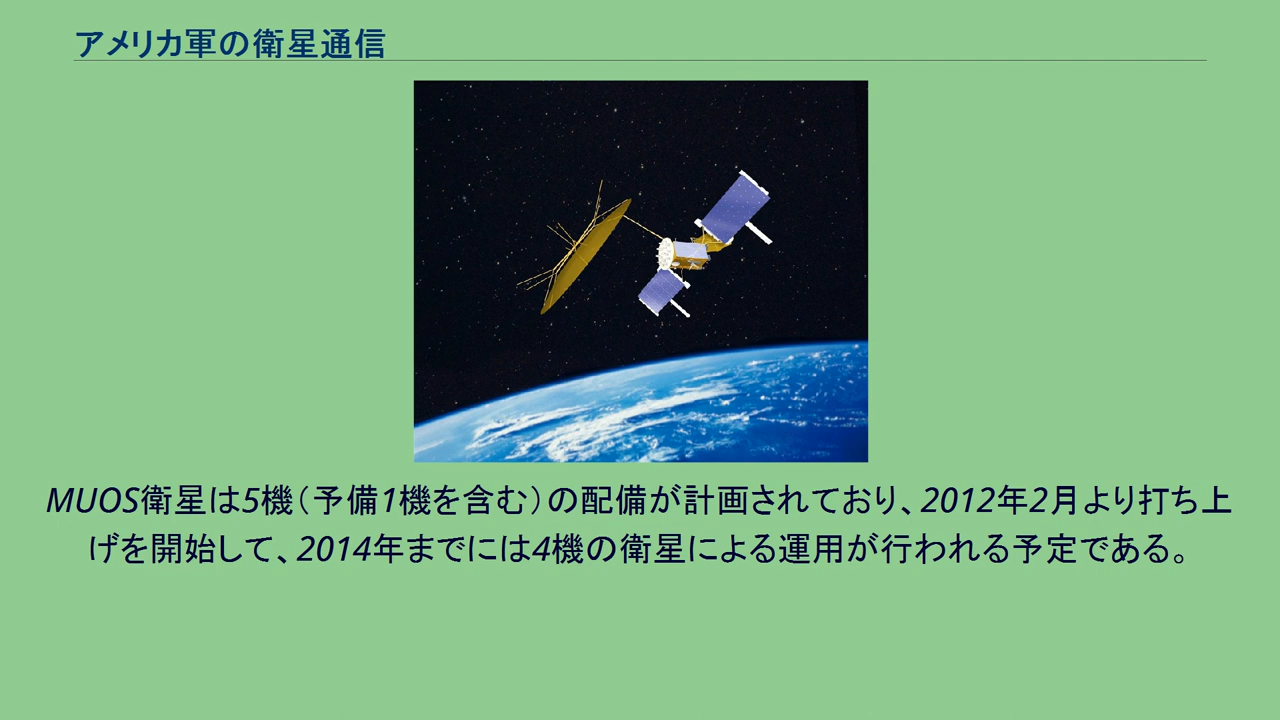 アメリカ軍の衛星通信
MUOS衛星は5機（予備1機を含む）の配備が計画されており、2012年2月より打ち上
げを開始して、2014年までには4機の衛星による運用が行われる予定である。